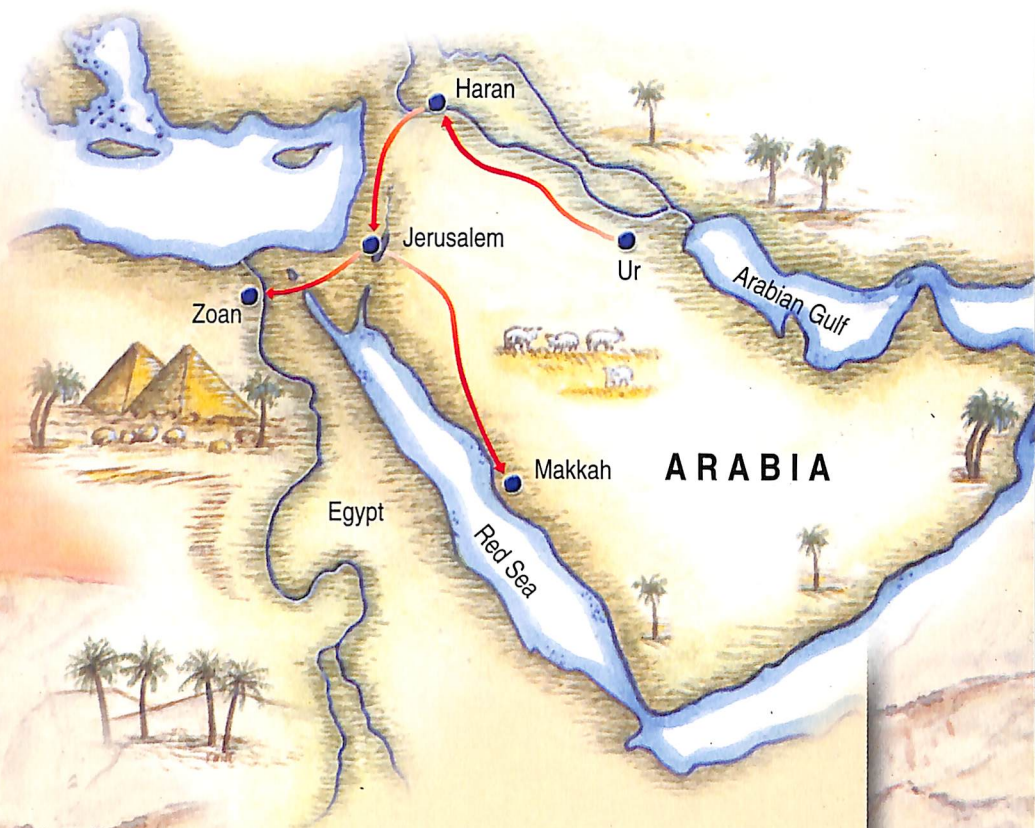 Haran
Jerusalem
Ur
Arabian Gulf
Zoan
Makkah
ARABIA
Egypt
Red Sea